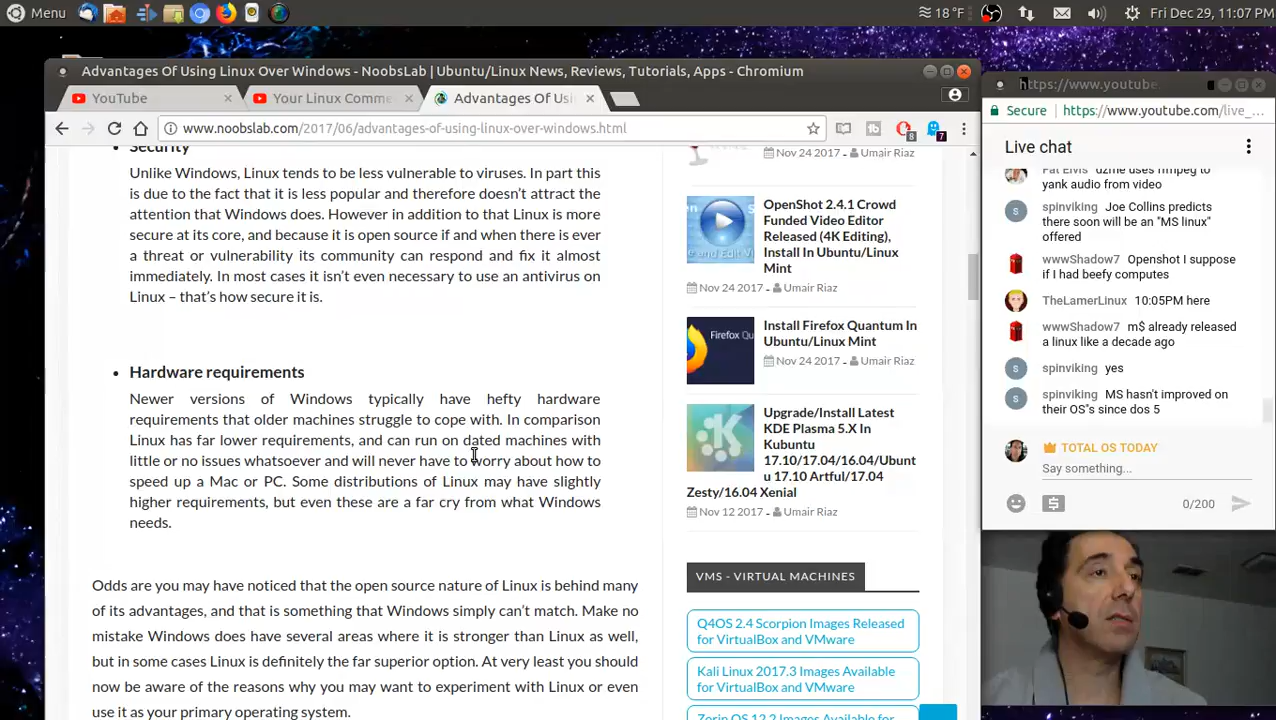 Menu
18 °F
Fri Dec 29, 11:07 PM
Advantages Of Using Linux Over Windows - NoobsLab | Ubuntu/Linux News, Reviews, Tutorials, Apps - Chromium
YouTube
Your Linux Comme
Advantages Of Usi
www.noobslab.com/2017/06/advantages-of-using-linux-over-windows.html
8
7
Security
Unlike Windows, Linux tends to be less vulnerable to viruses. In part this
is due to the fact that it is less popular and therefore doesn't attract the
attention that Windows does. However in addition to that Linux is more
secure at its core, and because it is open source if and when there is ever
a threat or vulnerability its community can respond and fix it almost
immediately. In most cases it isn't even necessary to use an antivirus on
Linux – that's how secure it is.
Hardware requirements
Newer versions of Windows typically have hefty hardware
requirements that older machines struggle to cope with. In comparison
Linux has far lower requirements, and can run on dated machines with
little or no issues whatsoever and will never have to worry about how to
speed up a Mac or PC. Some distributions of Linux may have slightly
higher requirements, but even these are a far cry from what Windows
needs.
Odds are you may have noticed that the open source nature of Linux is behind many
of its advantages, and that is something that Windows simply can't match. Make no
mistake Windows does have several areas where it is stronger than Linux as well,
but in some cases Linux is definitely the far superior option. At very least you should
now be aware of the reasons why you may want to experiment with Linux or even
use it as your primary operating system.
Nov 24 2017 - Umair Riaz
OpenShot 2.4.1 Crowd
Funded Video Editor
Released (4K Editing),
Install In Ubuntu/Linux
Mint
Nov 24 2017 - Umair Riaz
Install Firefox Quantum In
Ubuntu/Linux Mint
Nov 24 2017 - Umair Riaz
Firefox Qu
Upgrade/Install Latest
KDE Plasma 5.X In
Kubuntu
17.10/17.04/16.04/Ubunt
u 17.10 Artful/17.04
Zesty/16.04 Xenial
Nov 12 2017 - Umair Riaz
VMS - VIRTUAL MACHINES
Q4OS 2.4 Scorpion Images Released
for VirtualBox and VMware
Kali Linux 2017.3 Images Available
for VirtualBox and VMware
Zorin OS 12.2 Images Available for
https://www.youtube.
Secure https://www.youtube.com/live_...
Live chat
Fat Elvis uzme uses ffmpeg to
yank audio from video
spinviking Joe Collins predicts
there soon will be an "MS linux"
offered
wwwShadow7 Openshot I suppose
if I had beefy computes
TheLamerLinux 10:05PM here
wwwShadow7 m$ already released
a linux like a decade ago
spinviking yes
spinviking MS hasn't improved on
their OS"s since dos 5
TOTAL OS TODAY
Say something...
0/200